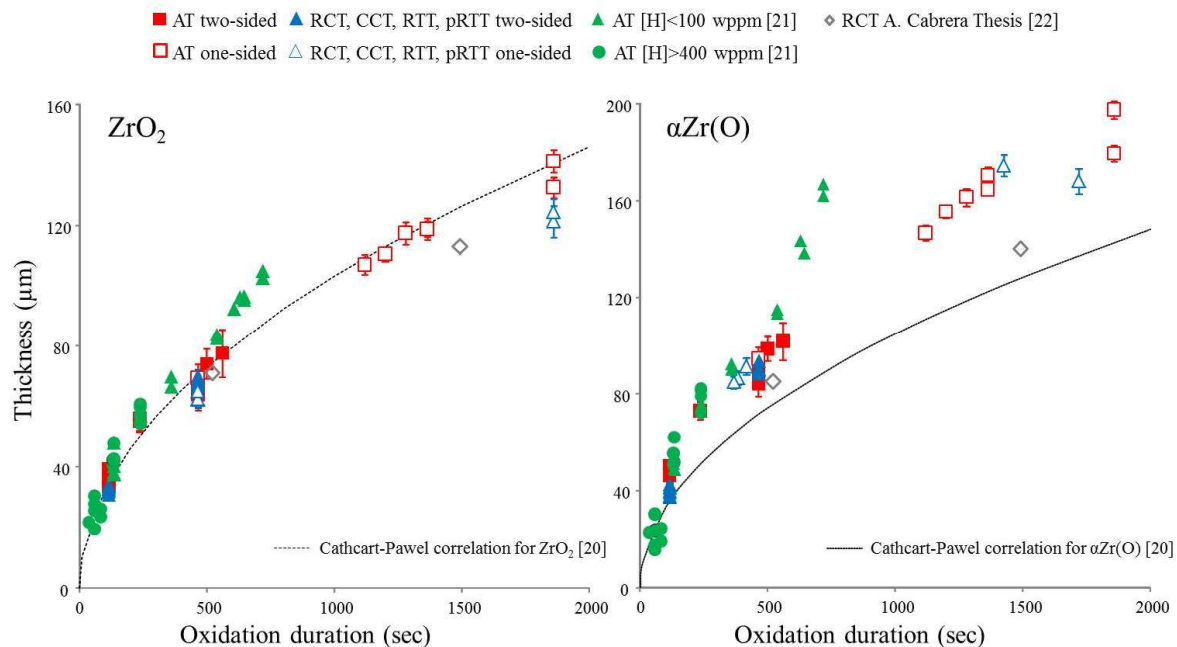 AT two-sided RCT, CCT, RTT, pRTT two-sided AT [H]<100 wppm [21] RCT A. Cabrera Thesis [22]
AT one-sided RCT, CCT, RTT, pRTT one-sided AT [H]>400 wppm [21]
160
120
80
40
0
Thickness (μm)
ZrO₂
Cathcart-Pawel correlation for ZrO₂ [20]
0 500 1000 1500 2000
Oxidation duration (sec)
200
160
120
80
40
0
αZr(O)
Cathcart-Pawel correlation for αZr(O) [20]
0 500 1000 1500 2000
Oxidation duration (sec)